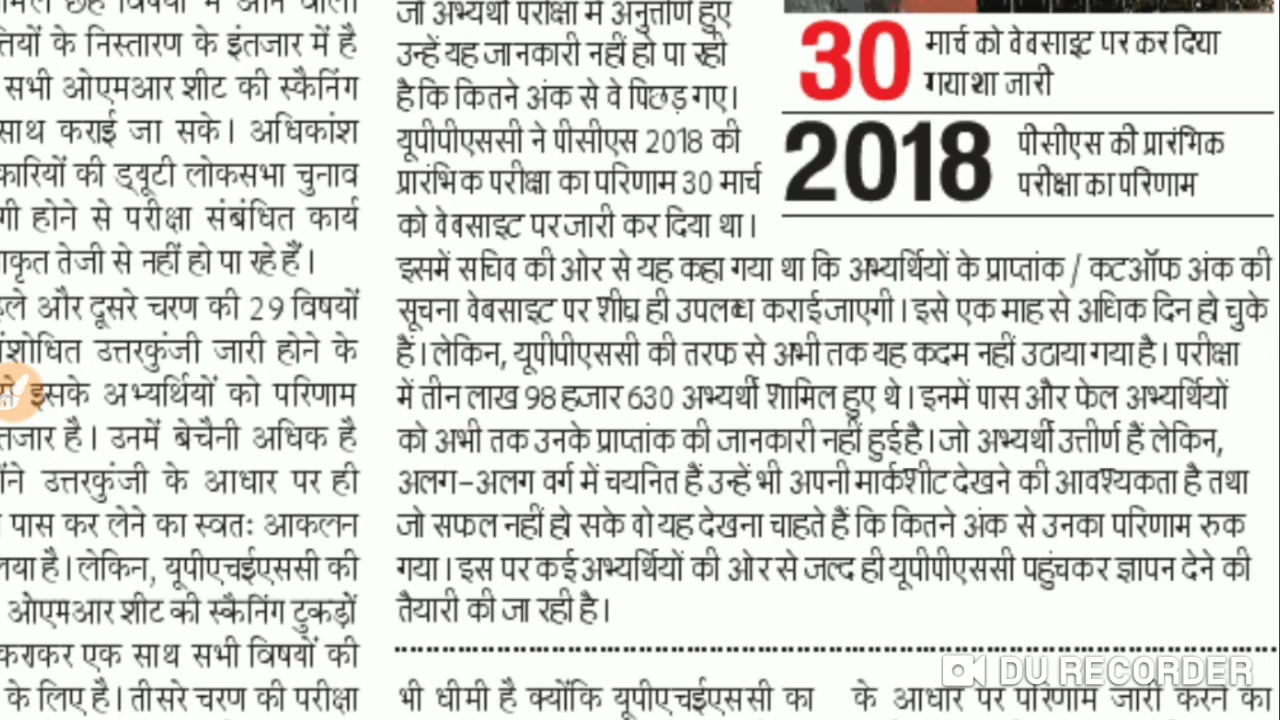 तियों के निस्तारण के इंतजार में है
सभी ओएमआर शीट की स्कैनिंग
साथ कराई जा सके। अधिकांश
कारियों की ड्यूटी लोकसभा चुनाव
गी होने से परीक्षा संबंधित कार्य
ाकृत तेजी से नहीं हो पा रहे हैं।
हले और दूसरे चरण की 29 विषयों
शोधित उत्तरकुंजी जारी होने के
से इसके अभ्यर्थियों को परिणाम
तजार है। उनमें बेचैनी अधिक है
उत्तरकुंजी के आधार पर ही
पास कर लेने का स्वतः आकलन
लया है। लेकिन, यूपीएचईएससी की
ओएमआर शीट की स्कैनिंग टुकड़ों
कराकर एक साथ सभी विषयों की
के लिए है। तीसरे चरण की परीक्षा
जो अभ्यर्थी परीक्षा में अनुत्तीर्ण हुए
उन्हें यह जानकारी नहीं हो पा रही
है कि कितने अंक से वे पिछड़ गए।
यूपीपीएससी ने पीसीएस 2018 की
प्रारंभिक परीक्षा का परिणाम 30 मार्च
को वेबसाइट पर जारी कर दिया था।
इसमें सचिव की ओर से यह कहा गया था कि अभ्यर्थियों के प्राप्तांक / कटऑफ अंक की
सूचना वेबसाइट पर शीघ्र ही उपलब्ध कराई जाएगी। इसे एक माह से अधिक दिन हो चुके
हैं। लेकिन, यूपीपीएससी की तरफ से अभी तक यह कदम नहीं उठाया गया है। परीक्षा
में तीन लाख 98 हजार 630 अभ्यर्थी शामिल हुए थे। इनमें पास और फेल अभ्यर्थियों
को अभी तक उनके प्राप्तांक की जानकारी नहीं हुई है। जो अभ्यर्थी उत्तीर्ण हैं लेकिन,
अलग-अलग वर्ग में चयनित हैं उन्हें भी अपनी मार्कशीट देखने की आवश्यकता है तथा
जो सफल नहीं हो सके वो यह देखना चाहते हैं कि कितने अंक से उनका परिणाम रुक
गया। इस पर कई अभ्यर्थियों की ओर से जल्द ही यूपीपीएससी पहुंचकर ज्ञापन देने की
तैयारी की जा रही है।
भी धीमी है क्योंकि यूपीएचईएससी का
30 मार्च को वेबसाइट पर कर दिया
गया था जारी
2018 पीसीएस की प्रारंभिक
परीक्षा का परिणाम
के आधार पर परिणाम जारी करने का
DU RECORDER